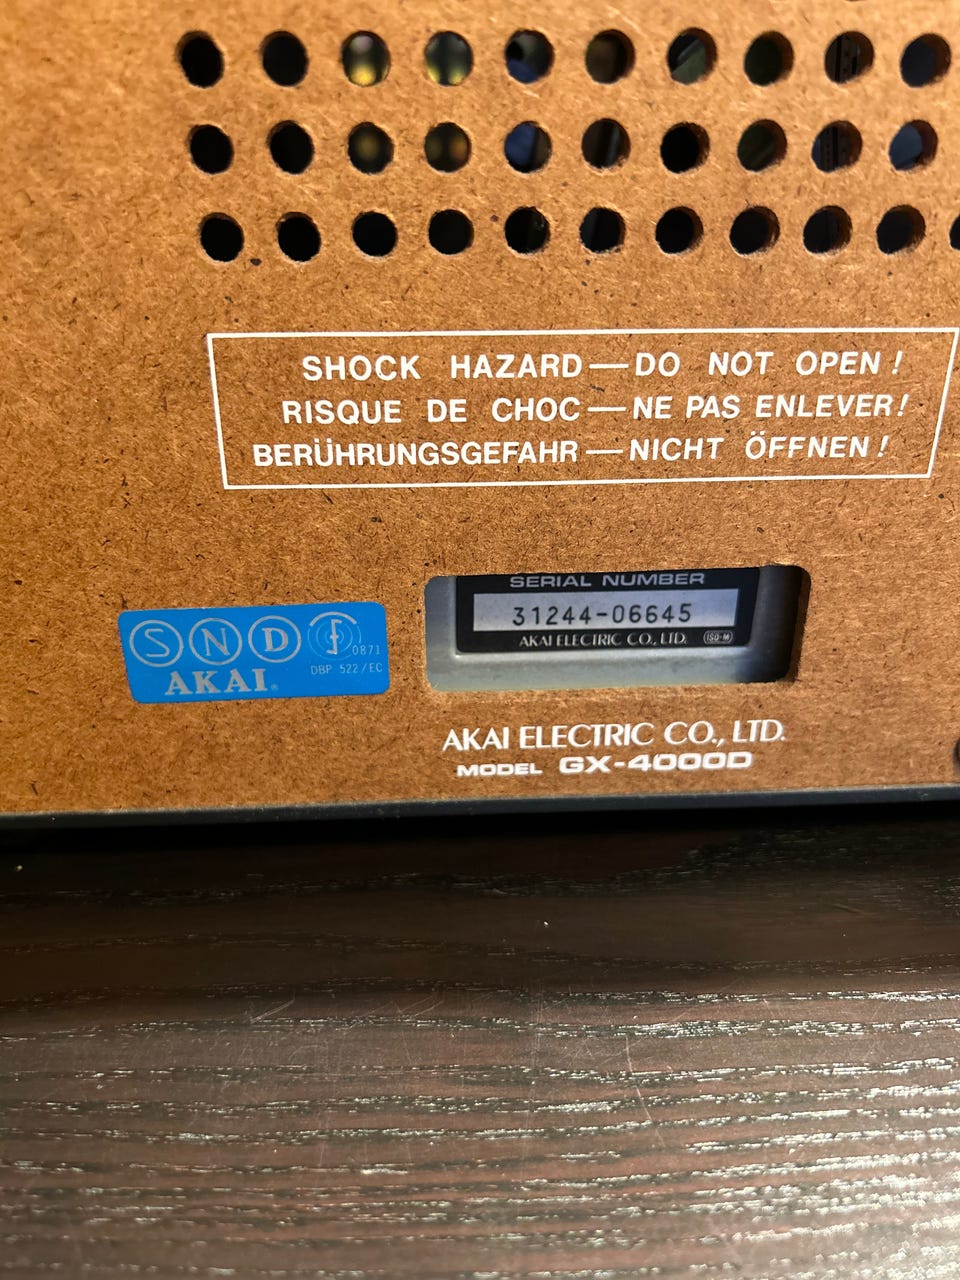 SHOCK HAZARD — DO NOT OPEN !
RISQUE DE CHOC — NE PAS ENLEVER!
BERÜHRUNGSGEFAHR — NICHT ÖFFNEN !
SERIAL NUMBER
31244-06645
AKAI ELECTRIC CO., LTD. ISO-M
S N D F 0871
DBP 522/EC
AKAI®
AKAI ELECTRIC CO., LTD.
MODEL GX-4000D